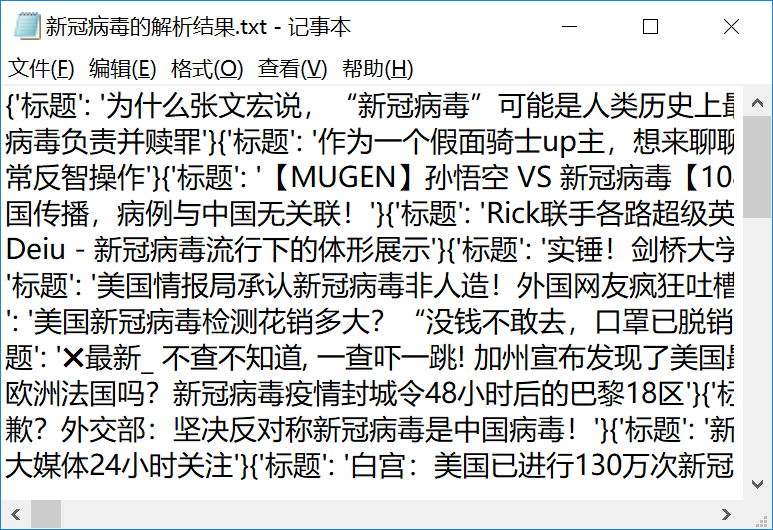 新冠病毒的解析结果.txt - 记事本
文件(F) 编辑(E) 格式(O) 查看(V) 帮助(H)
{'标题': '为什么张文宏说，“新冠病毒”可能是人类历史上最
病毒负责并赎罪'}{'标题': '作为一个假面骑士up主，想来聊聊
常反智操作'}{'标题': '【MUGEN】孙悟空 VS 新冠病毒【10
国传播，病例与中国无关联！'}{'标题': 'Rick联手各路超级英
Deiu - 新冠病毒流行下的体形展示'}{'标题': '实锤！剑桥大学
'标题': '美国情报局承认新冠病毒非人造！外国网友疯狂吐槽
': '美国新冠病毒检测花销多大？“没钱不敢去，口罩已脱销
题': '❌最新_ 不查不知道, 一查吓一跳! 加州宣布发现了美国最
欧洲法国吗？新冠病毒疫情封城令48小时后的巴黎18区'}{'标
歉？外交部：坚决反对称新冠病毒是中国病毒！'}{'标题': '新
大媒体24小时关注'}{'标题': '白宫：美国已进行130万次新冠